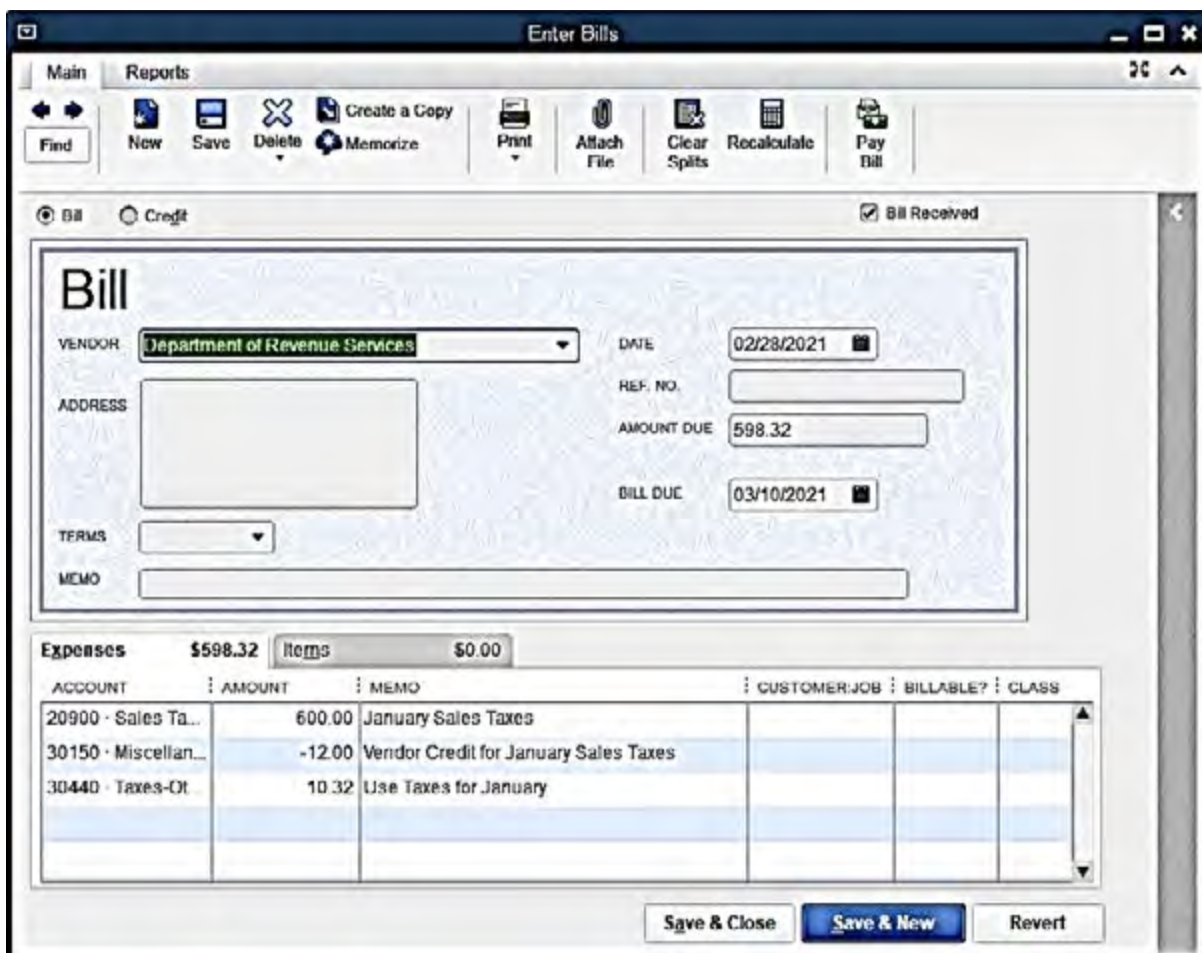 Enter Bills
Main Reports
Find New Save Delete Create a Copy Memorize Print Attach File Clear Splits Recalculate Pay Bill
Bill Credit Bill Received
Bill
VENDOR Department of Revenue Services DATE 02/28/2021
ADDRESS REF. NO.
AMOUNT DUE 598.32
BILL DUE 03/10/2021
TERMS
MEMO
Expenses $598.32 Items $0.00
ACCOUNT AMOUNT MEMO CUSTOMER:JOB BILLABLE? CLASS
20900 · Sales Ta... 600.00 January Sales Taxes
30150 · Miscellan... -12.00 Vendor Credit for January Sales Taxes
30440 · Taxes-Ot... 10.32 Use Taxes for January
Save & Close Save & New Revert